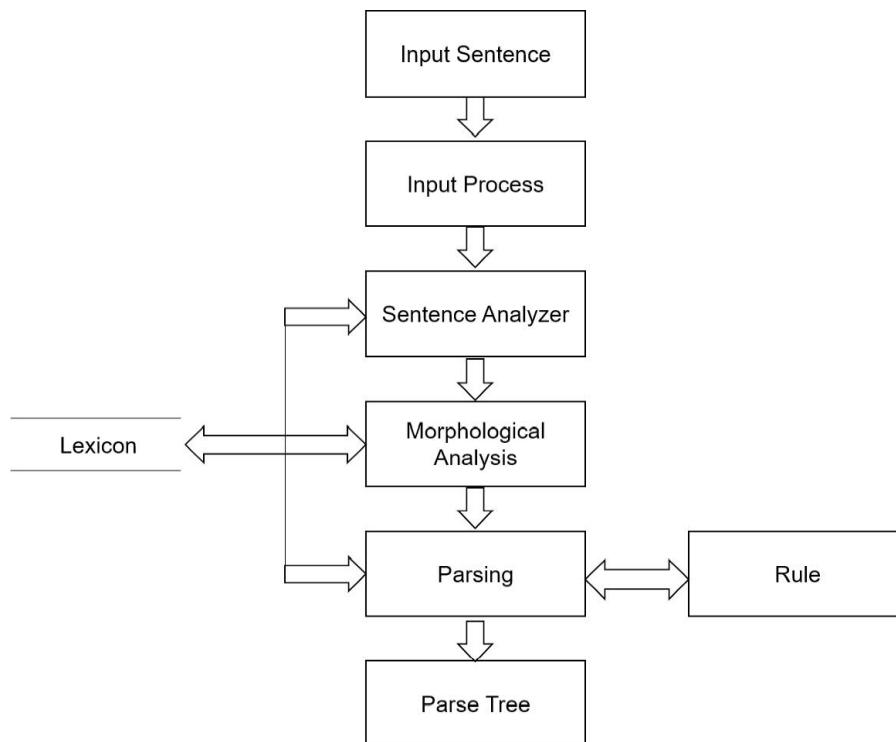 Input Sentence
Input Process
Sentence Analyzer
Lexicon
Morphological
Analysis
Parsing
Rule
Parse Tree